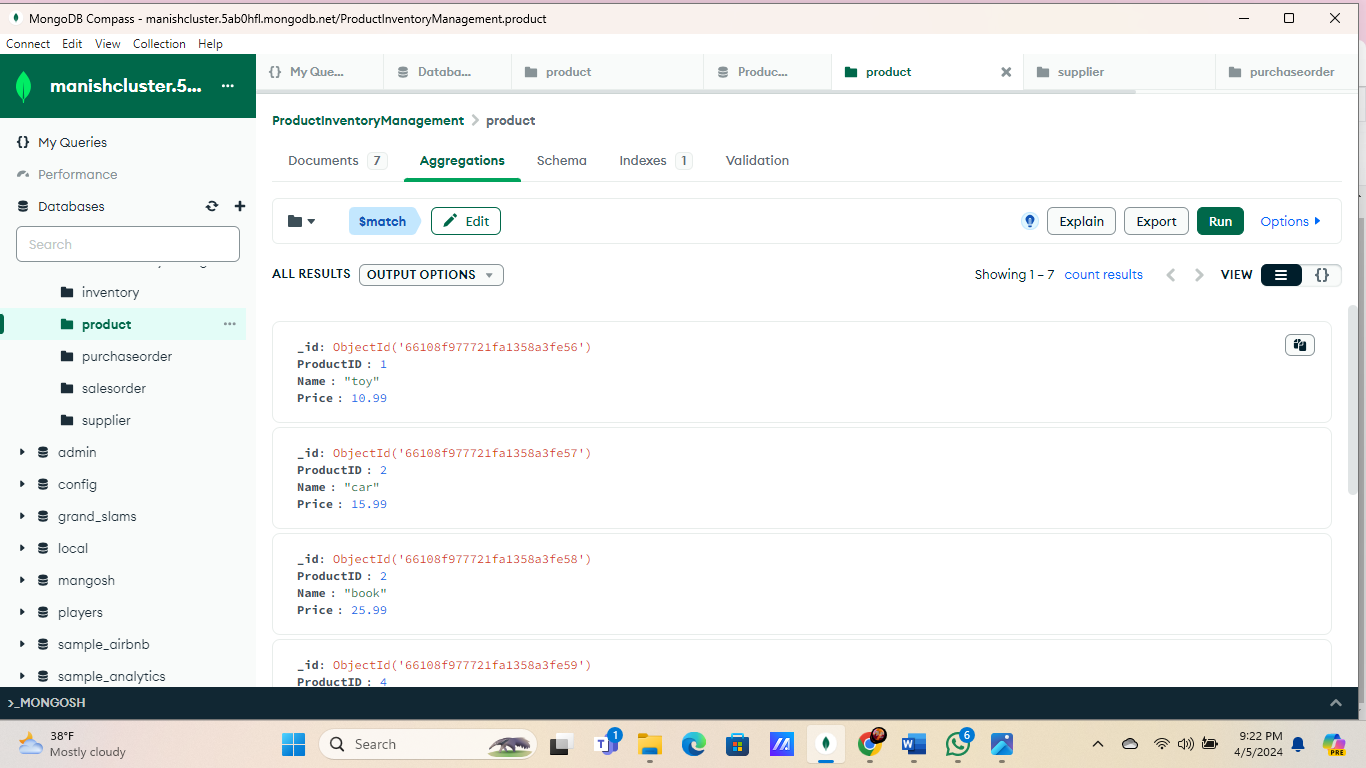 MongoDB Compass - manishcluster.5ab0hfl.mongodb.net/ProductInventoryManagement.product
Connect Edit View Collection Help
manishcluster.5...
{} My Queries
Performance
Databases
Search
inventory
product
purchaseorder
salesorder
supplier
admin
config
grand_slams
local
mangosh
players
sample_airbnb
sample_analytics
{} My Que... Databa... product Produc... product supplier purchaseorder
ProductInventoryManagement > product
Documents 7 Aggregations Schema Indexes 1 Validation
$match Edit Explain Export Run Options
ALL RESULTS OUTPUT OPTIONS Showing 1 – 7 count results VIEW {}
_id: ObjectId('66108f977721fa1358a3fe56')
ProductID : 1
Name : "toy"
Price : 10.99
_id: ObjectId('66108f977721fa1358a3fe57')
ProductID : 2
Name : "car"
Price : 15.99
_id: ObjectId('66108f977721fa1358a3fe58')
ProductID : 2
Name : "book"
Price : 25.99
_id: ObjectId('66108f977721fa1358a3fe59')
ProductID : 4
>_MONGOSH
38°F
Mostly cloudy
Search
1
6
9:22 PM
4/5/2024
PRE